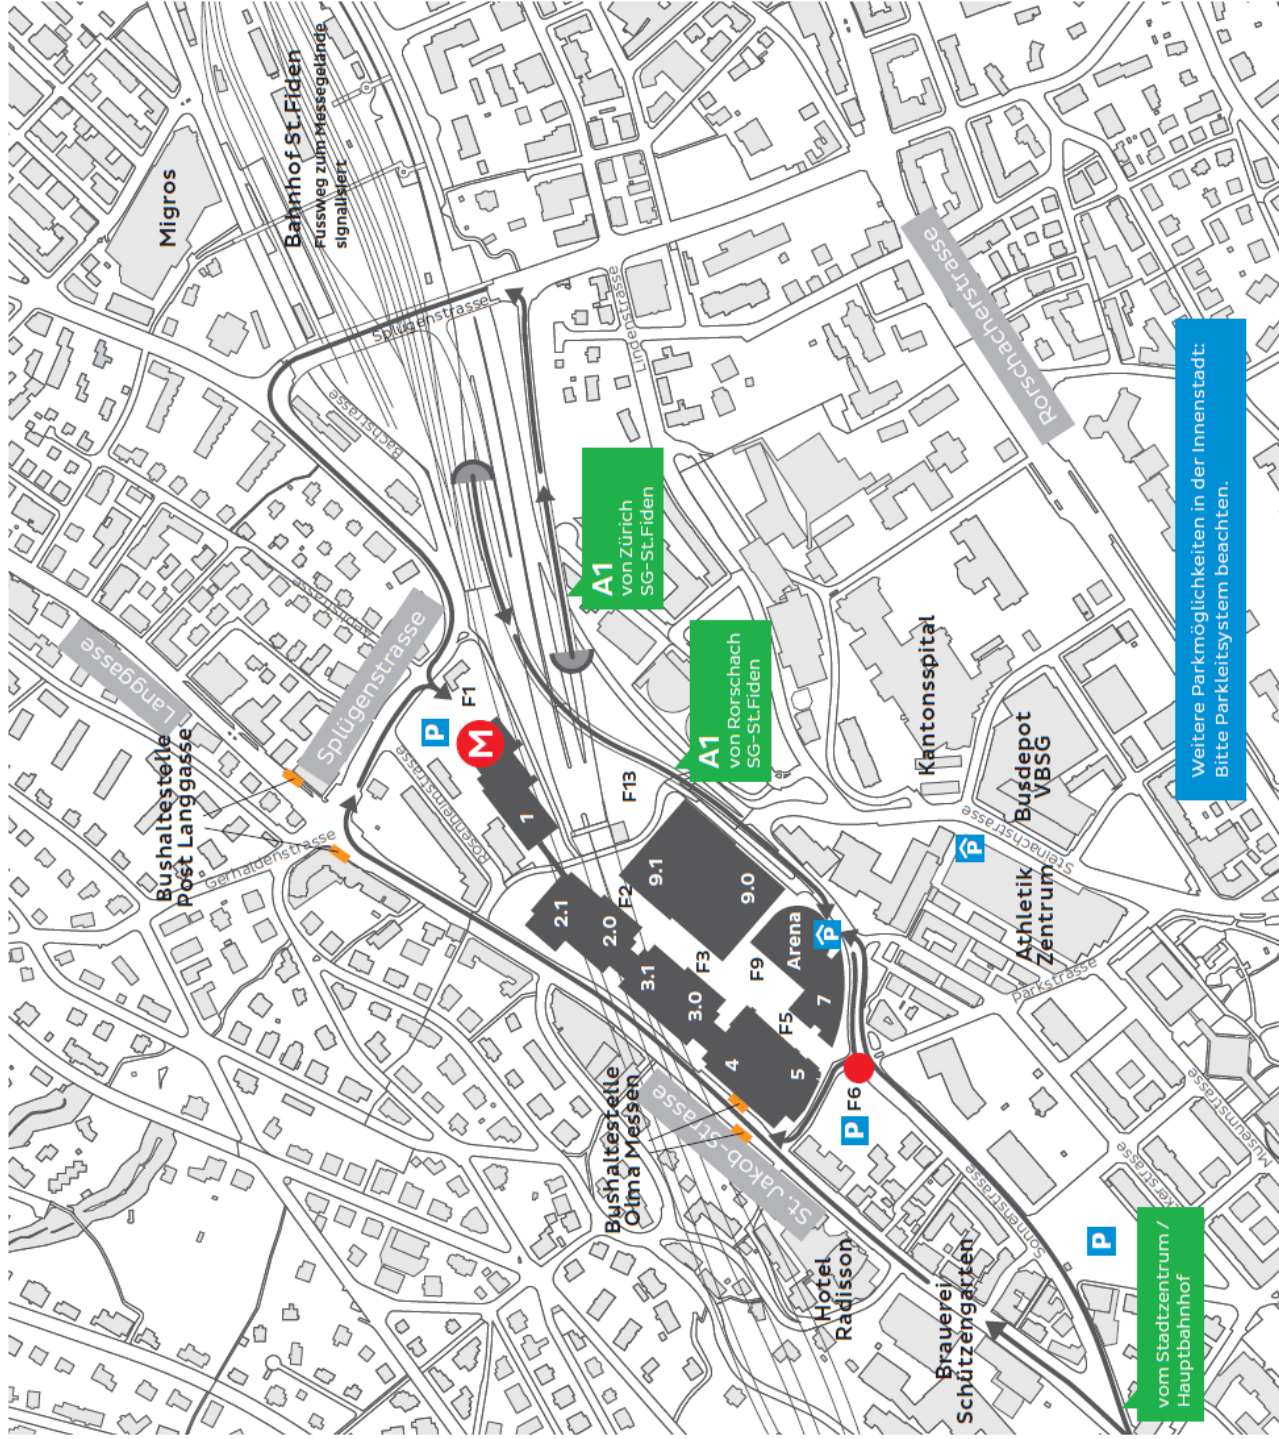 Migros
Bahnhof St.Fiden
Fussweg zum Messegelände
signalisiert
Splügenstrasse
Bachstrasse
Lindenstrasse
Rorschacherstrasse
Langgasse
Splügenstrasse
Bushaltestelle
Post Langgasse
Gerhaldenstrasse
Rosenheimstrasse
P
M
F1
1
F13
A1
von Zürich
SG–St.Fiden
A1
von Rorschach
SG–St.Fiden
2.1
2.0
F2
9.1
9.0
3.1
3.0
F3
F9
Arena
P
7
F5
4
5
F6
P
Bushaltestelle
Olma Messen
St. Jakob-Strasse
Kantonsspital
Busdepot
VBSG
Athletik
Zentrum
P
Steinachstrasse
Parkstrasse
Museumstrasse
Sonnenstrasse
Hotel
Radisson
Brauerei
Schützengarten
P
vom Stadtzentrum /
Hauptbahnhof
Weitere Parkmöglichkeiten in der Innenstadt:
Bitte Parkleitsystem beachten.